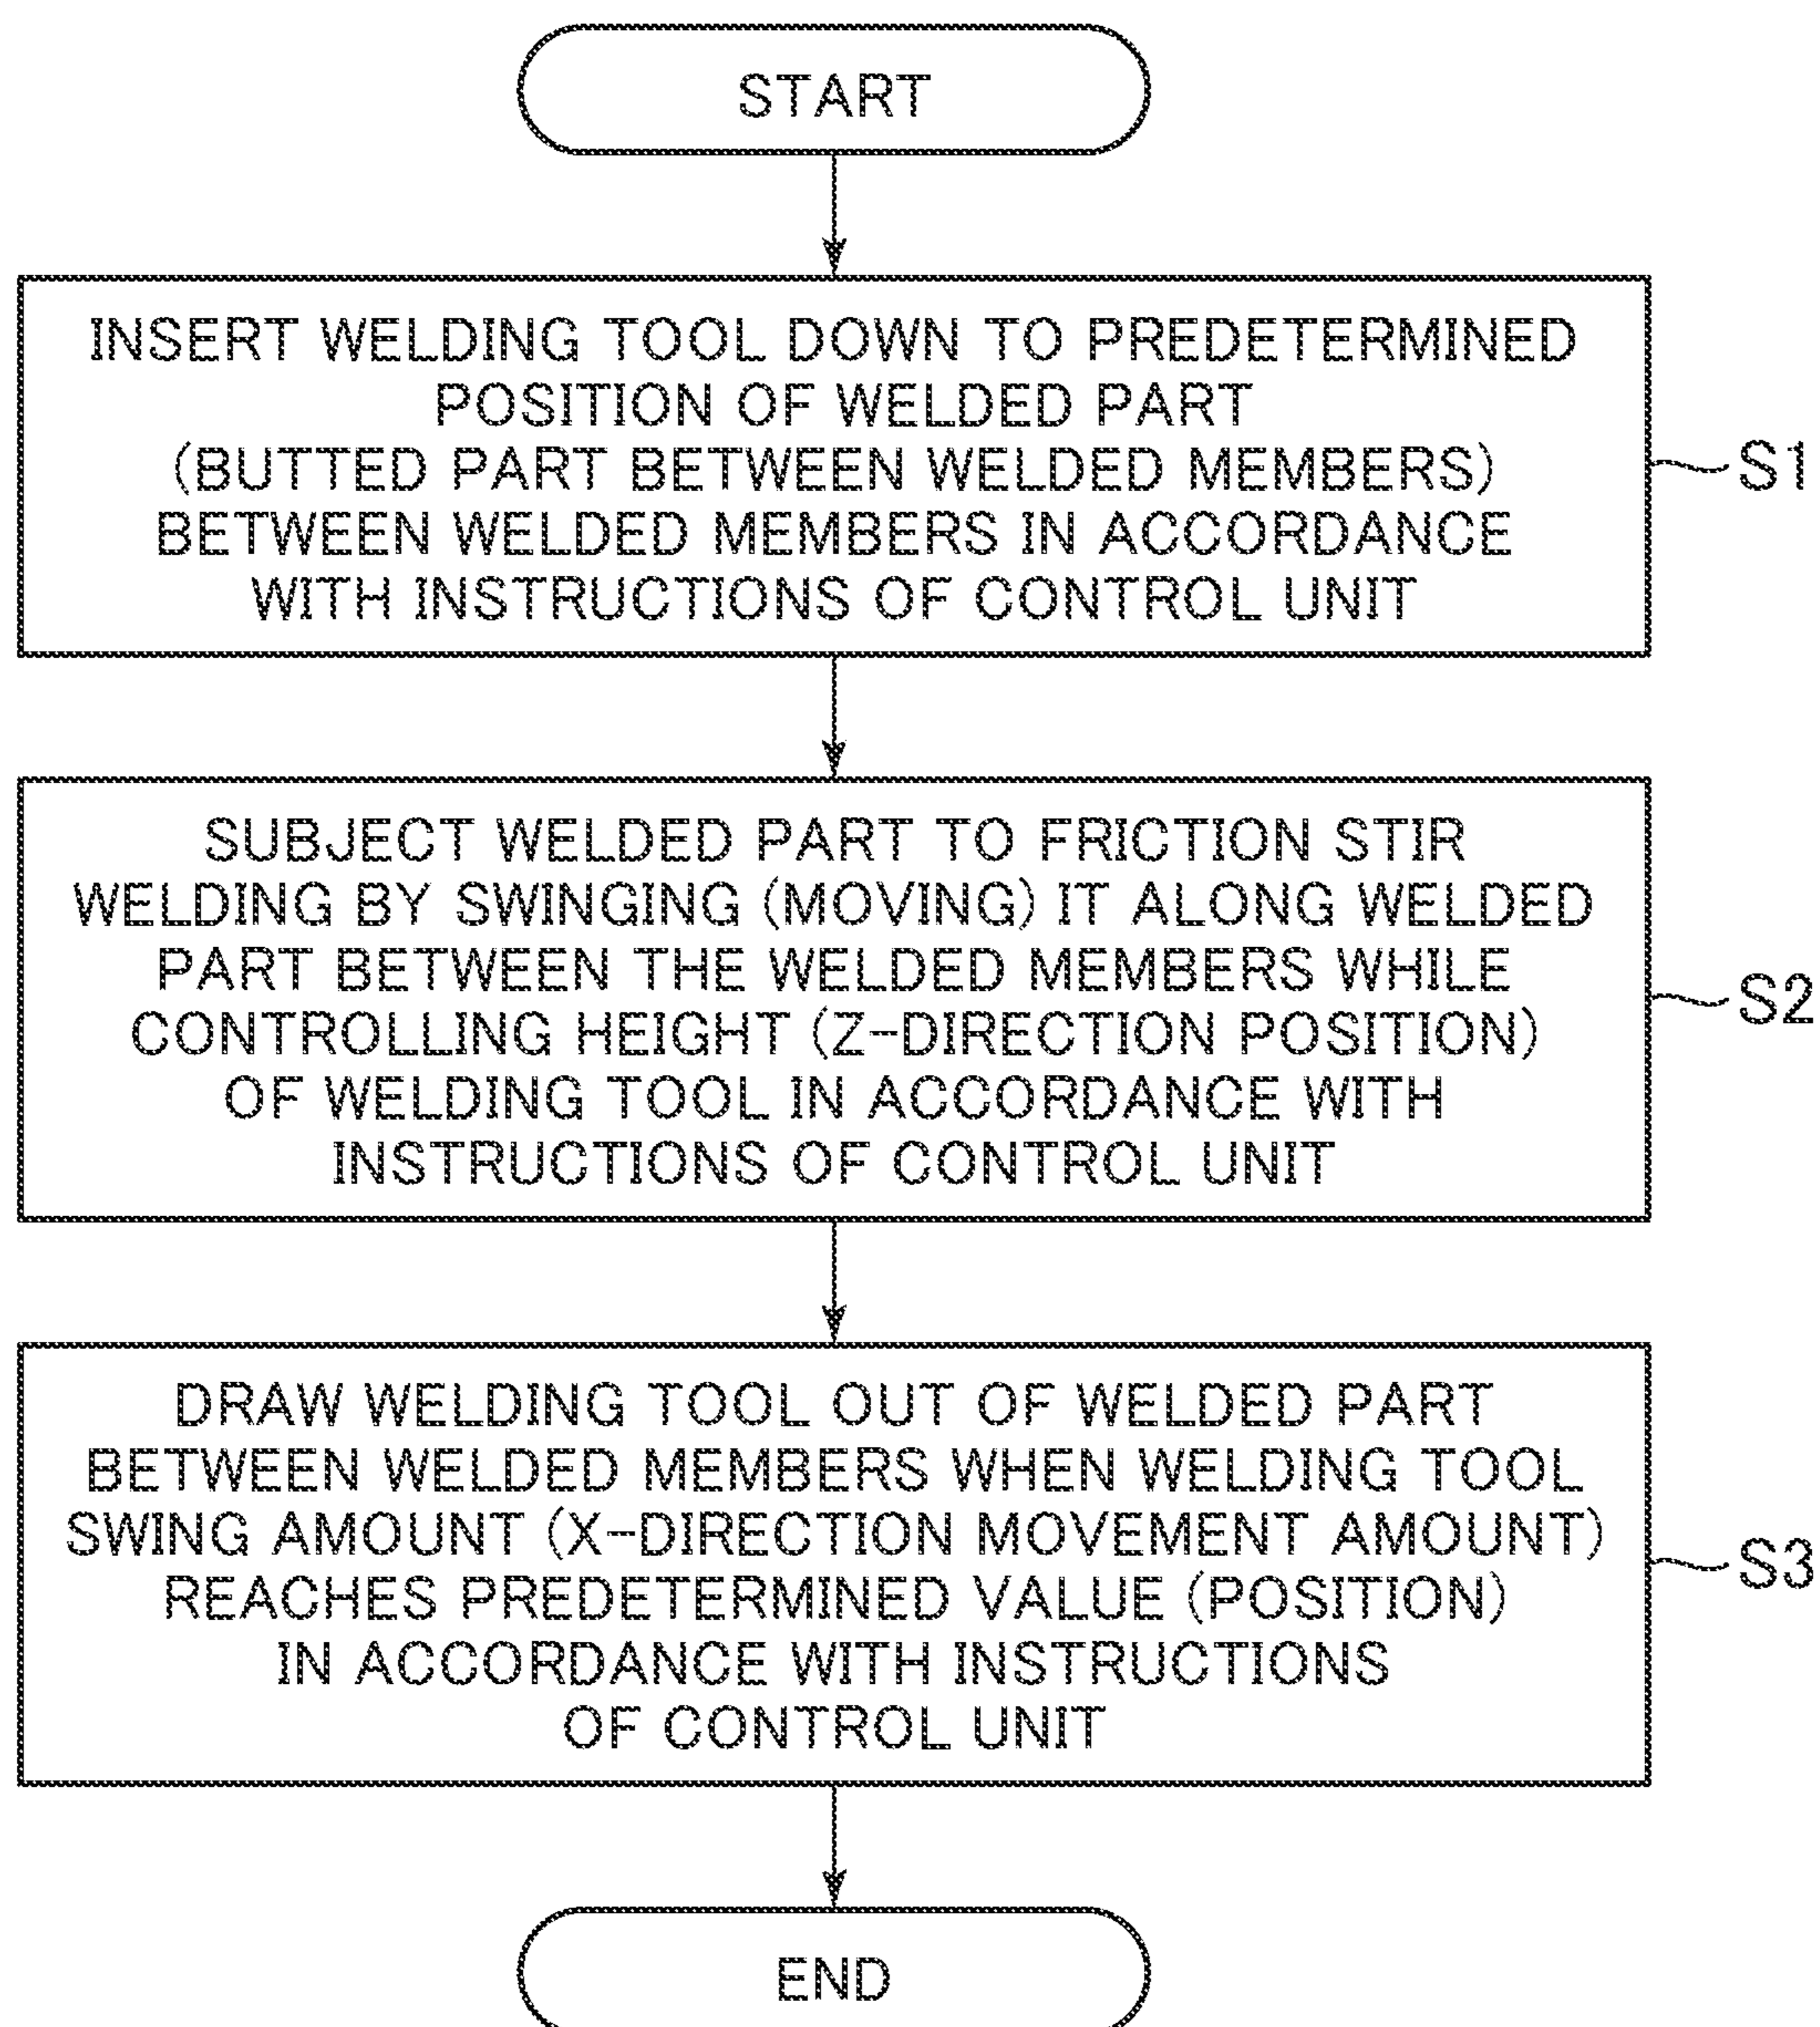 START
INSERT WELDING TOOL DOWN TO PREDETERMINED
POSITION OF WELDED PART
(BUTTED PART BETWEEN WELDED MEMBERS)
BETWEEN WELDED MEMBERS IN ACCORDANCE
WITH INSTRUCTIONS OF CONTROL UNIT
S1
SUBJECT WELDED PART TO FRICTION STIR
WELDING BY SWINGING (MOVING) IT ALONG WELDED
PART BETWEEN THE WELDED MEMBERS WHILE
CONTROLLING HEIGHT (Z-DIRECTION POSITION)
OF WELDING TOOL IN ACCORDANCE WITH
INSTRUCTIONS OF CONTROL UNIT
S2
DRAW WELDING TOOL OUT OF WELDED PART
BETWEEN WELDED MEMBERS WHEN WELDING TOOL
SWING AMOUNT (X-DIRECTION MOVEMENT AMOUNT)
REACHES PREDETERMINED VALUE (POSITION)
IN ACCORDANCE WITH INSTRUCTIONS
OF CONTROL UNIT
S3
END